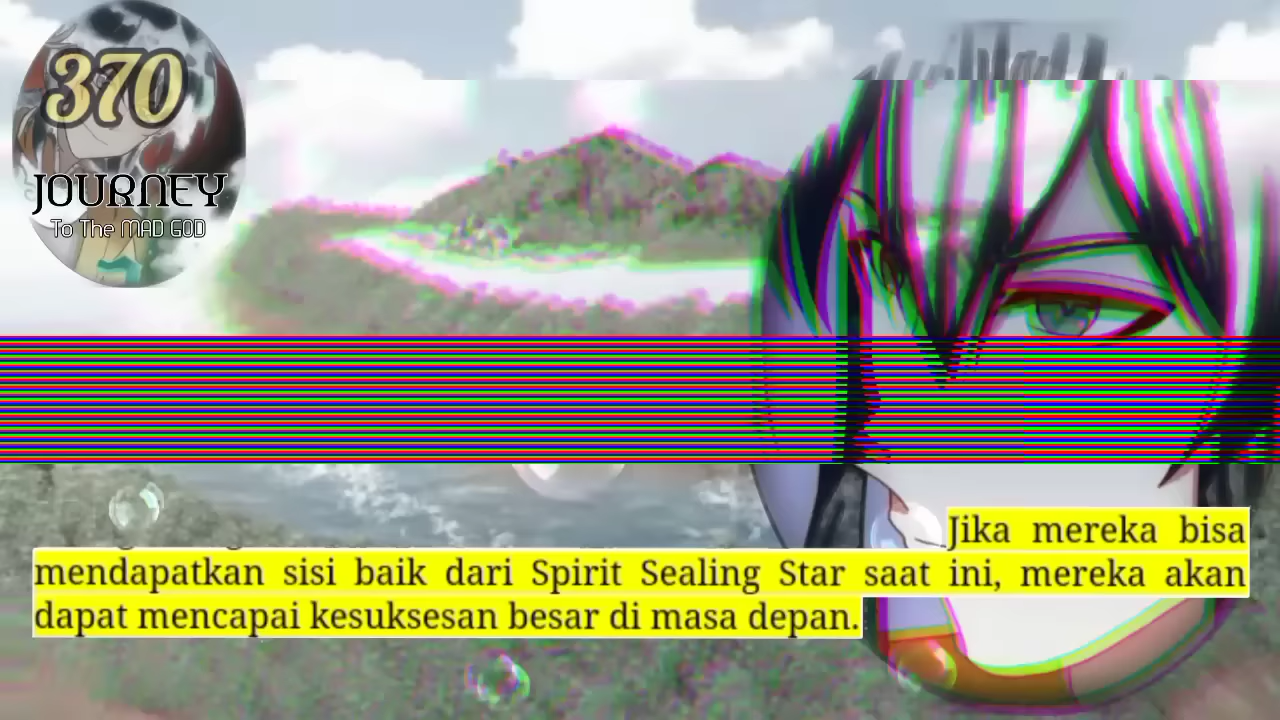 370
JOURNEY
To The MAD GOD
Jika mereka bisa
mendapatkan sisi baik dari Spirit Sealing Star saat ini, mereka akan
dapat mencapai kesuksesan besar di masa depan.